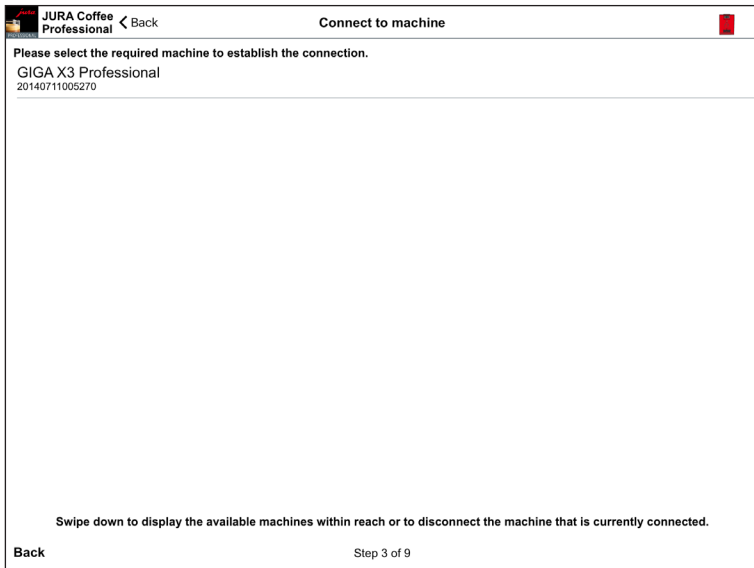 JURA Coffee
Professional
Back
Connect to machine
Please select the required machine to establish the connection.
GIGA X3 Professional
20140711005270
Swipe down to display the available machines within reach or to disconnect the machine that is currently connected.
Back
Step 3 of 9
jura
PROFESSIONAL